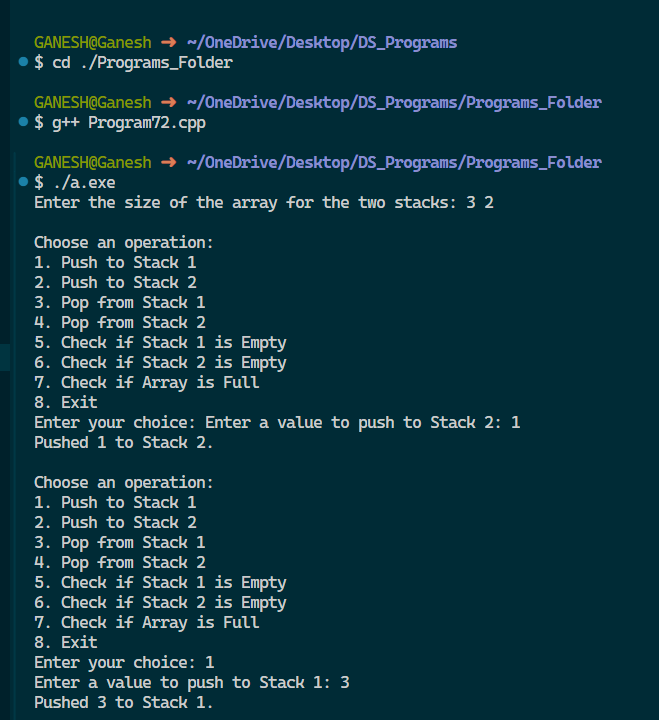 GANESH@Ganesh ➜ ~/OneDrive/Desktop/DS_Programs
$ cd ./Programs_Folder
GANESH@Ganesh ➜ ~/OneDrive/Desktop/DS_Programs/Programs_Folder
$ g++ Program72.cpp
GANESH@Ganesh ➜ ~/OneDrive/Desktop/DS_Programs/Programs_Folder
$ ./a.exe
Enter the size of the array for the two stacks: 3 2
Choose an operation:
1. Push to Stack 1
2. Push to Stack 2
3. Pop from Stack 1
4. Pop from Stack 2
5. Check if Stack 1 is Empty
6. Check if Stack 2 is Empty
7. Check if Array is Full
8. Exit
Enter your choice: Enter a value to push to Stack 2: 1
Pushed 1 to Stack 2.
Choose an operation:
1. Push to Stack 1
2. Push to Stack 2
3. Pop from Stack 1
4. Pop from Stack 2
5. Check if Stack 1 is Empty
6. Check if Stack 2 is Empty
7. Check if Array is Full
8. Exit
Enter your choice: 1
Enter a value to push to Stack 1: 3
Pushed 3 to Stack 1.